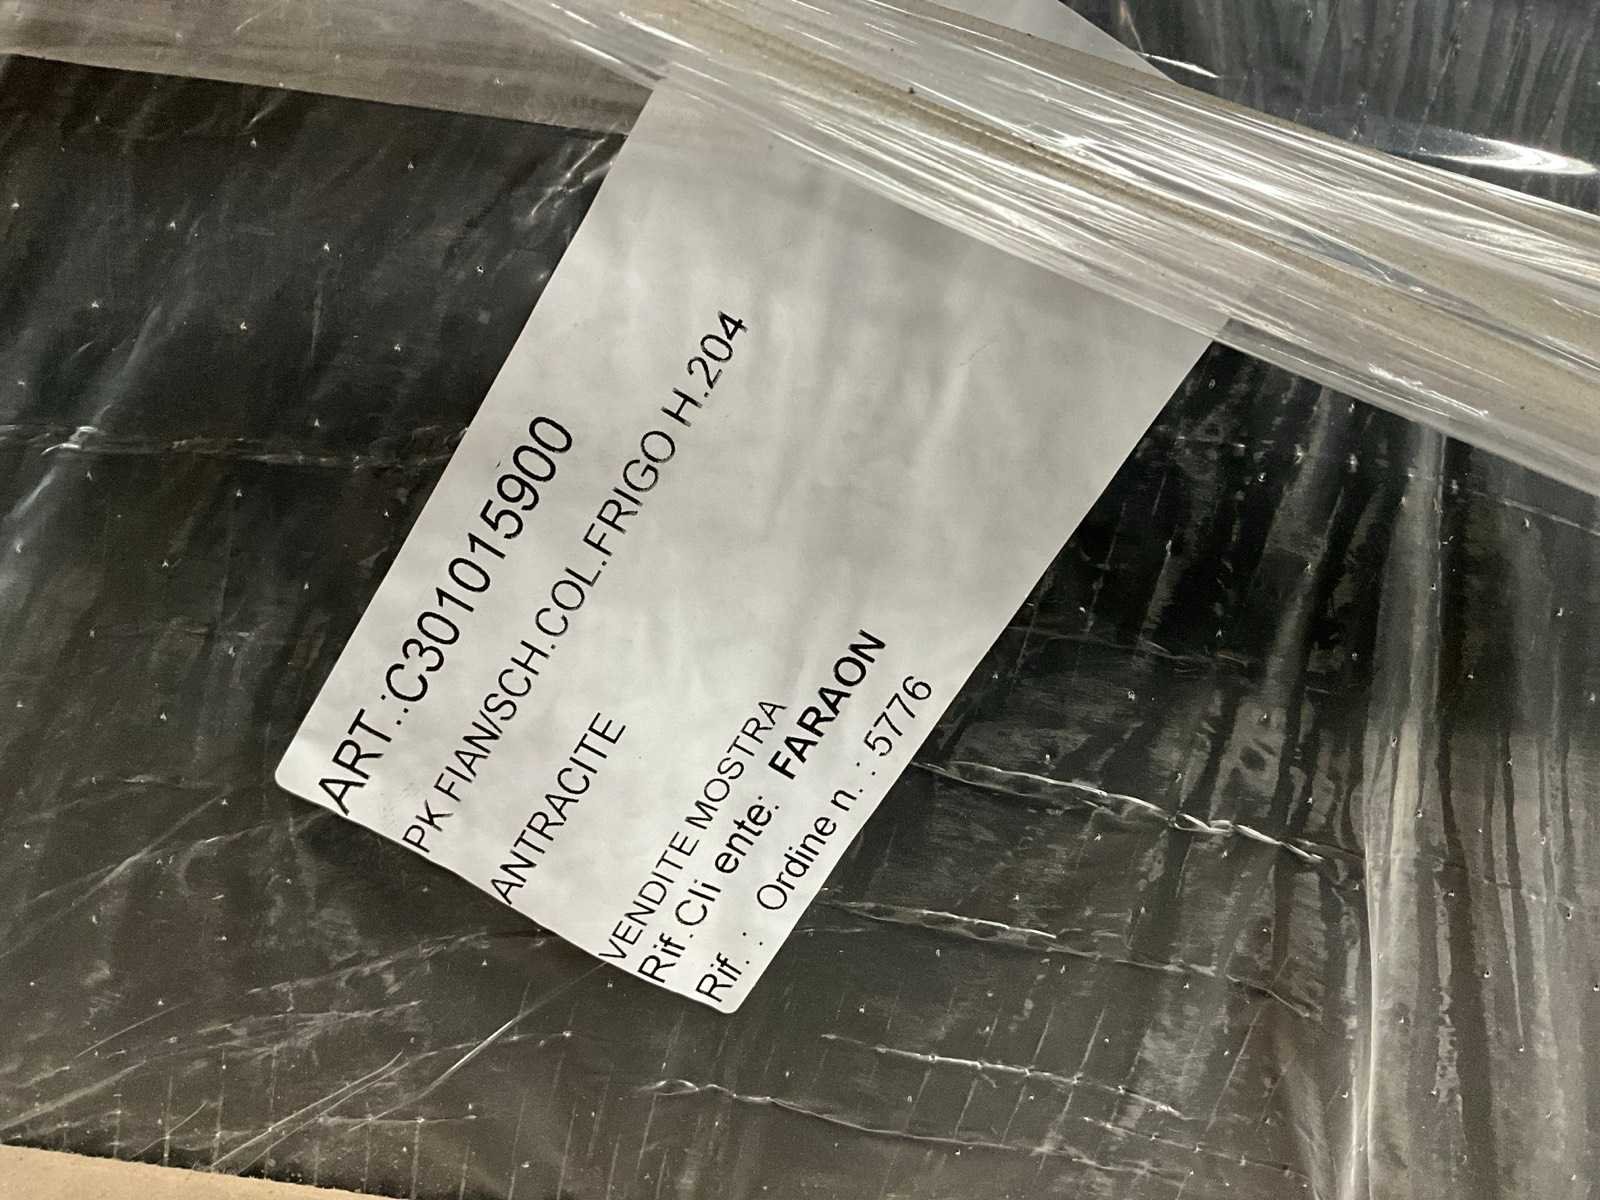 ART.:C301015900
PK FIAN/SCH.COL.FRIGO H.204
ANTRACITE
VENDITE MOSTRA
Rif.Cli ente: FARAON
Rif. : Ordine n. : 5776